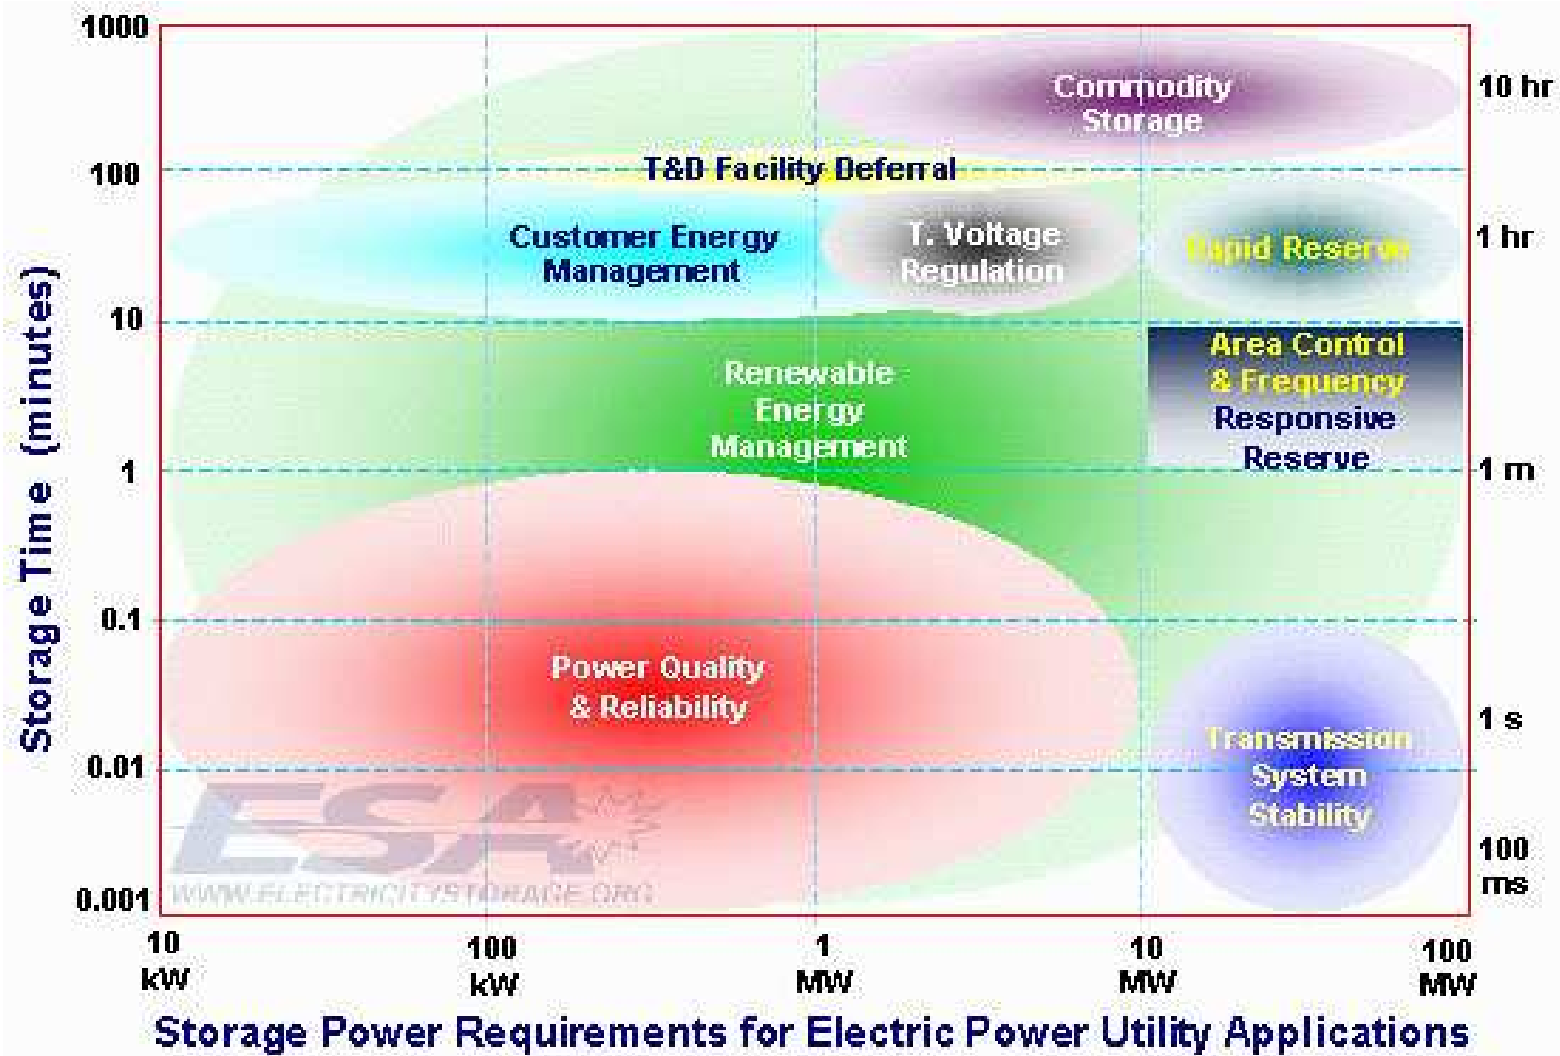 1000
10 hr
Commodity
Storage
100
T&D Facility Deferral
Customer Energy
Management
T. Voltage
Regulation
Rapid Reserve
1 hr
10
Area Control
& Frequency
Responsive
Reserve
Renewable
Energy
Management
1
1 m
0.1
Power Quality
& Reliability
1 s
Transmission
System
Stability
0.01
ESA
WWW.ELECTRICITYSTORAGE.ORG
100
ms
0.001
Storage Time (minutes)
10
kW
100
kW
1
MW
10
MW
100
MW
Storage Power Requirements for Electric Power Utility Applications